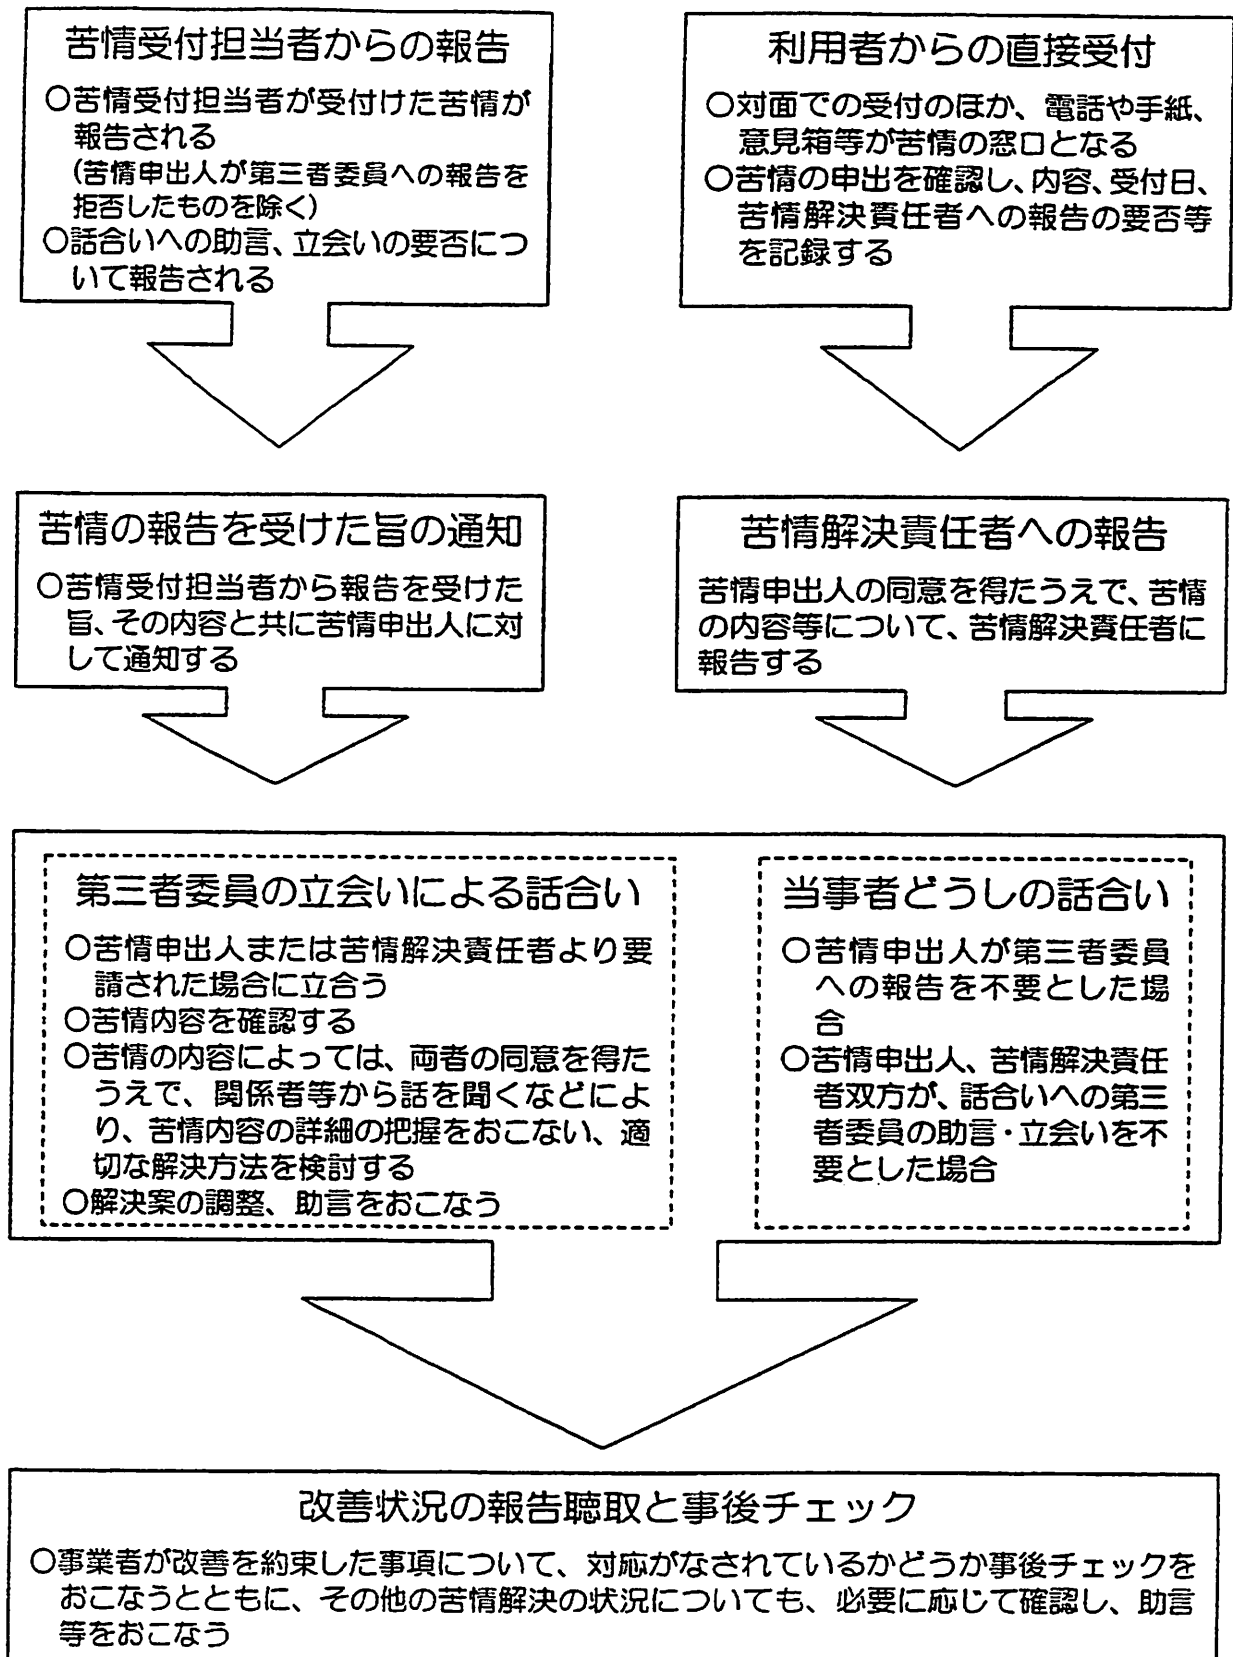 苦情受付担当者からの報告
○苦情受付担当者が受付けた苦情が
報告される
(苦情申出人が第三者委員への報告を
拒否したものを除く)
○話合いへの助言、立会いの要否につ
いて報告される
利用者からの直接受付
○対面での受付のほか、電話や手紙、
意見箱等が苦情の窓口となる
○苦情の申出を確認し、内容、受付日、
苦情解決責任者への報告の要否等
を記録する
苦情の報告を受けた旨の通知
○苦情受付担当者から報告を受けた
旨、その内容と共に苦情申出人に対
して通知する
苦情解決責任者への報告
苦情申出人の同意を得たうえで、苦情
の内容等について、苦情解決責任者に
報告する
第三者委員の立会いによる話合い
○苦情申出人または苦情解決責任者より要
請された場合に立合う
○苦情内容を確認する
○苦情の内容によっては、両者の同意を得た
うえで、関係者等から話を聞くなどによ
り、苦情内容の詳細の把握をおこない、適
切な解決方法を検討する
○解決案の調整、助言をおこなう
当事者どうしの話合い
○苦情申出人が第三者委員
への報告を不要とした場
合
○苦情申出人、苦情解決責任
者双方が、話合いへの第三
者委員の助言・立会いを不
要とした場合
改善状況の報告聴取と事後チェック
○事業者が改善を約束した事項について、対応がなされているかどうか事後チェックを
おこなうとともに、その他の苦情解決の状況についても、必要に応じて確認し、助言
等をおこなう